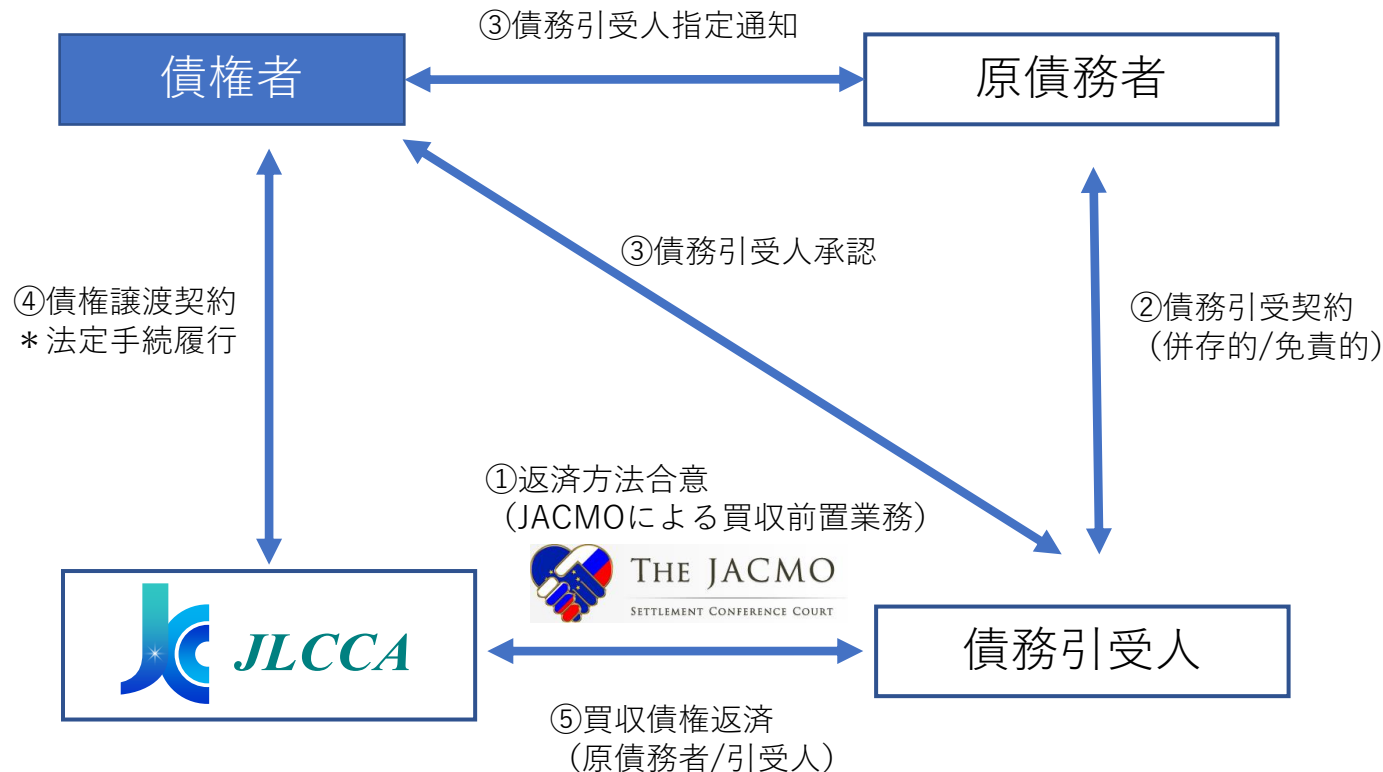 ③債務引受人指定通知
債権者
原債務者
③債務引受人承認
④債権譲渡契約
＊法定手続履行
②債務引受契約
（併存的/免責的）
①返済方法合意
（JACMOによる買収前置業務）
THE JACMO
SETTLEMENT CONFERENCE COURT
JC JLCCA
債務引受人
⑤買収債権返済
（原債務者/引受人）